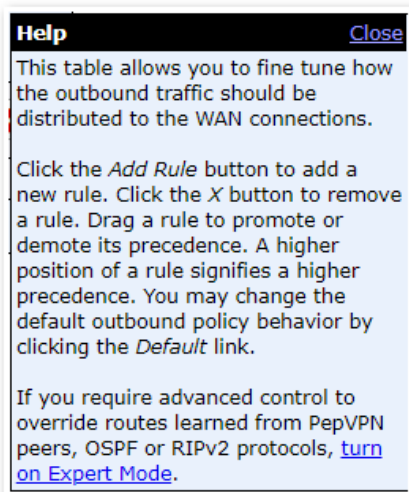 Help Close
This table allows you to fine tune how
the outbound traffic should be
distributed to the WAN connections.
Click the Add Rule button to add a
new rule. Click the X button to remove
a rule. Drag a rule to promote or
demote its precedence. A higher
position of a rule signifies a higher
precedence. You may change the
default outbound policy behavior by
clicking the Default link.
If you require advanced control to
override routes learned from PepVPN
peers, OSPF or RIPv2 protocols, turn
on Expert Mode.